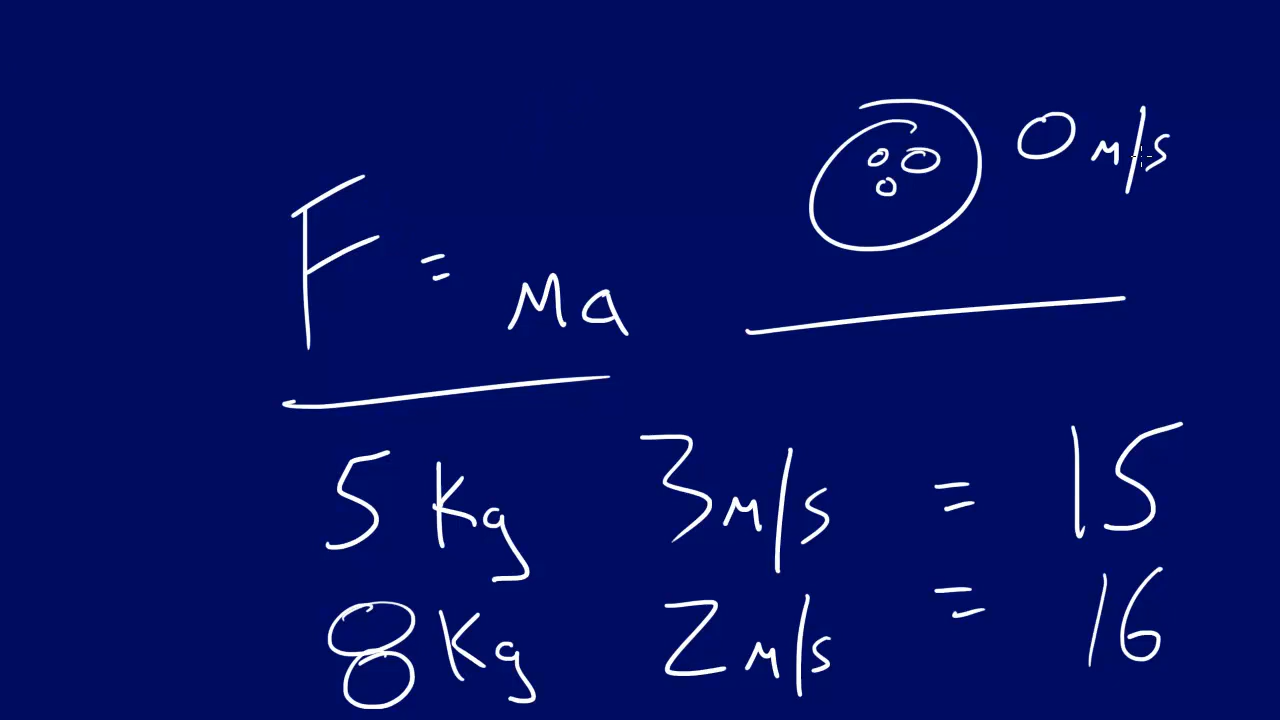 0 m/s
F = ma
5 kg 3 m/s = 15
8 kg 2 m/s = 16